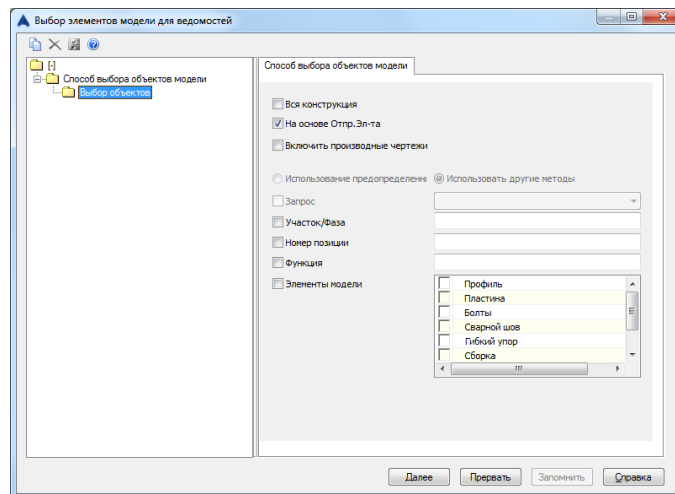 Выбор элементов модели для ведомостей
[-]
Способ выбора объектов модели
Выбор объектов
Способ выбора объектов модели
Вся конструкция
На основе Отпр.Эл-та
Включить производные чертежи
Использование предопределенн
Использовать другие методы
Запрос
Участок/Фаза
Номер позиции
Функция
Элементы модели
Профиль
Пластина
Болты
Сварной шов
Гибкий упор
Сборка
Далее
Прервать
Запомнить
Справка